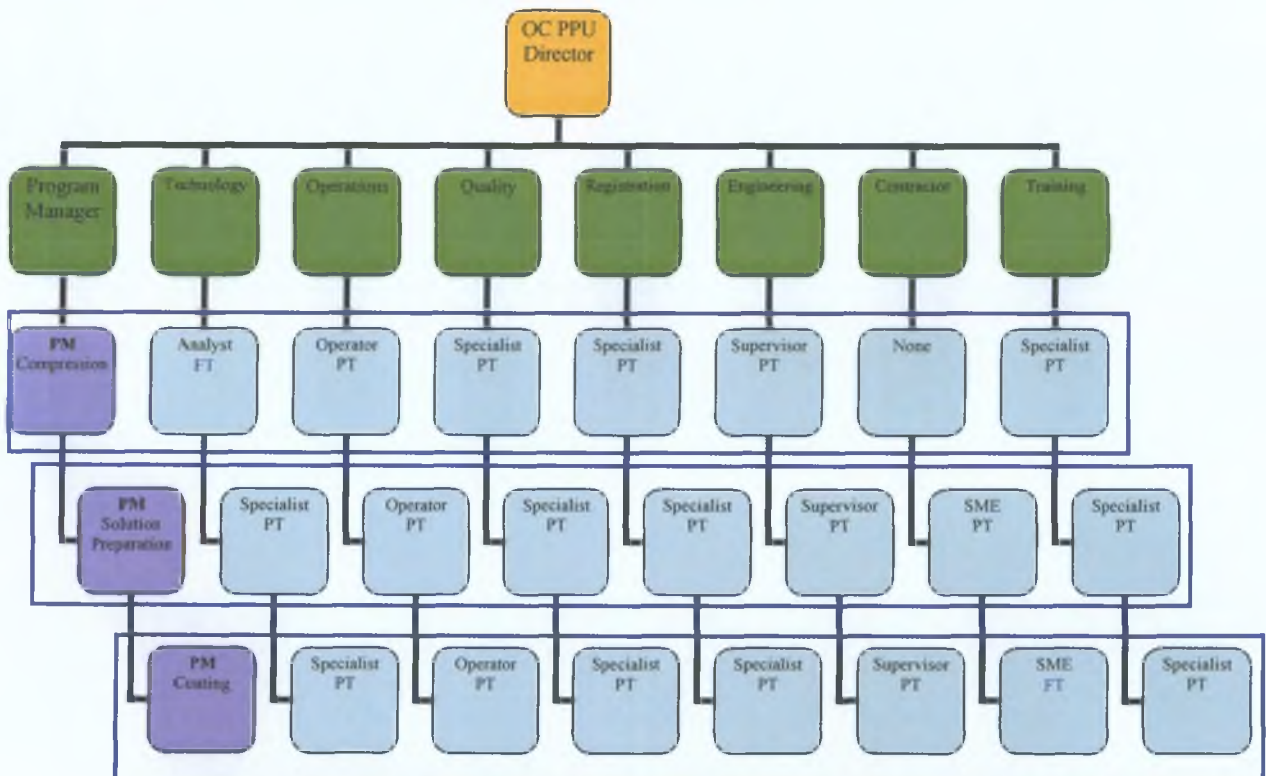 OC PPU
Director
Program
Manager
Technology
Operations
Quality
Registration
Engineering
Contractor
Training
PM
Compression
Analyst
FT
Operator
PT
Specialist
PT
Specialist
PT
Supervisor
PT
None
Specialist
PT
PM
Solution
Preparation
Specialist
PT
Operator
PT
Specialist
PT
Specialist
PT
Supervisor
PT
SME
PT
Specialist
PT
PM
Coating
Specialist
PT
Operator
PT
Specialist
PT
Specialist
PT
Supervisor
PT
SME
FT
Specialist
PT